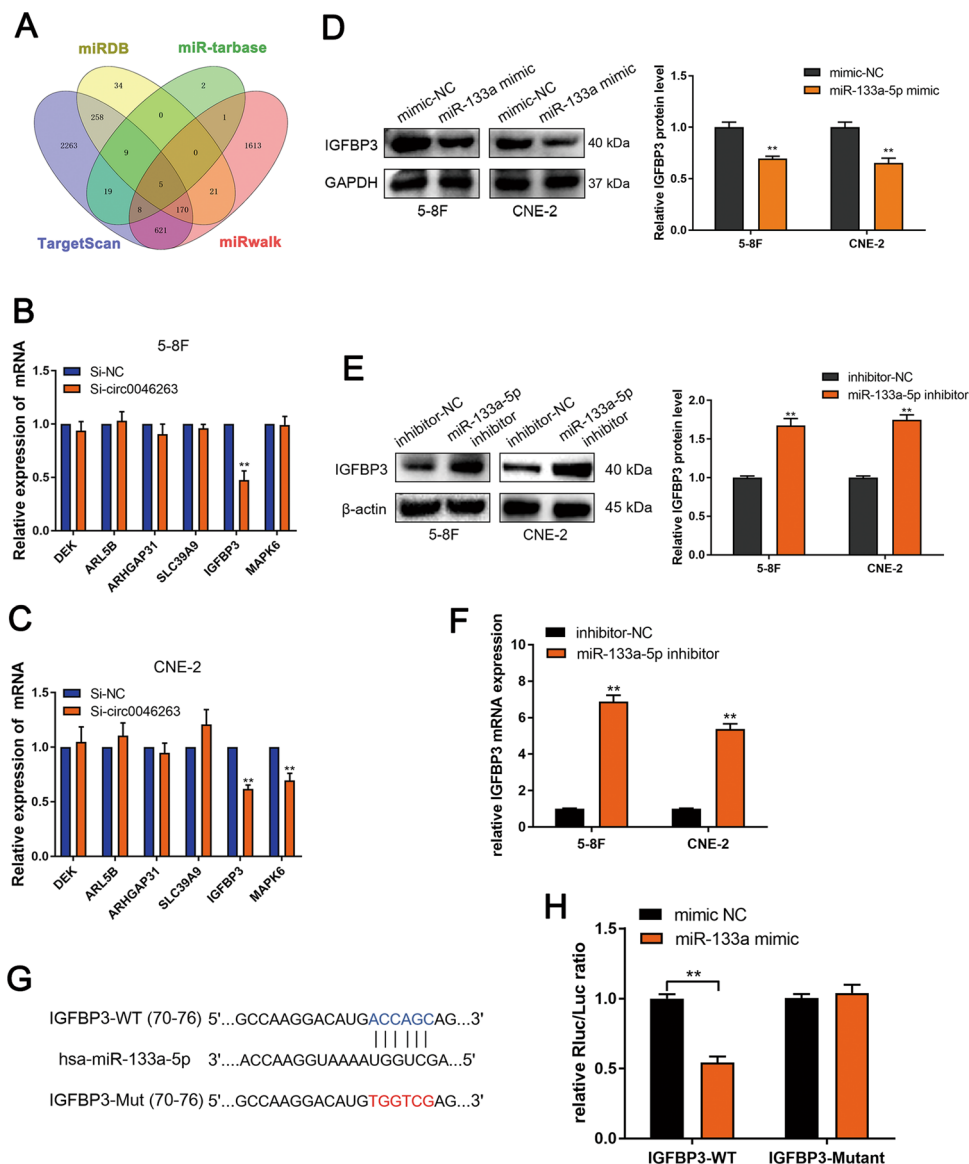 A
miRDB
miR-tarbase
34
2
258
0
1
2263
9
0
1613
19
5
21
8
170
621
TargetScan
miRwalk
B
5-8F
Relative expression of mRNA
Si-NC
Si-circ0046263
1.5
1.0
0.5
0.0
**
DEK
ARL5B
ARHGAP31
SLC39A9
IGFBP3
MAPK6
C
CNE-2
Relative expression of mRNA
Si-NC
Si-circ0046263
1.5
1.0
0.5
0.0
**
**
DEK
ARL5B
ARHGAP31
SLC39A9
IGFBP3
MAPK6
D
mimic-NC
miR-133a mimic
mimic-NC
miR-133a mimic
IGFBP3
40 kDa
GAPDH
37 kDa
5-8F
CNE-2
Relative IGFBP3 protein level
mimic-NC
miR-133a-5p mimic
1.5
1.0
0.5
0.0
**
**
5-8F
CNE-2
E
inhibitor-NC
miR-133a-5p
inhibitor
inhibitor-NC
miR-133a-5p
inhibitor
IGFBP3
40 kDa
β-actin
45 kDa
5-8F
CNE-2
Relative IGFBP3 protein level
inhibitor-NC
miR-133a-5p inhibitor
2.0
1.5
1.0
0.5
0.0
**
**
5-8F
CNE-2
F
relative IGFBP3 mRNA expression
inhibitor-NC
miR-133a-5p inhibitor
10
8
6
4
2
0
**
**
5-8F
CNE-2
G
IGFBP3-WT (70-76) 5'...GCCAAGGACAUGACCAGCAG...3'
hsa-miR-133a-5p 3'....ACCAAGGUAAAAUGGUCGA...5'
IGFBP3-Mut (70-76) 5'...GCCAAGGACAUGTGGTCGAG...3'
H
relative Rluc/Luc ratio
mimic NC
miR-133a mimic
1.5
1.0
0.5
0.0
**
IGFBP3-WT
IGFBP3-Mutant